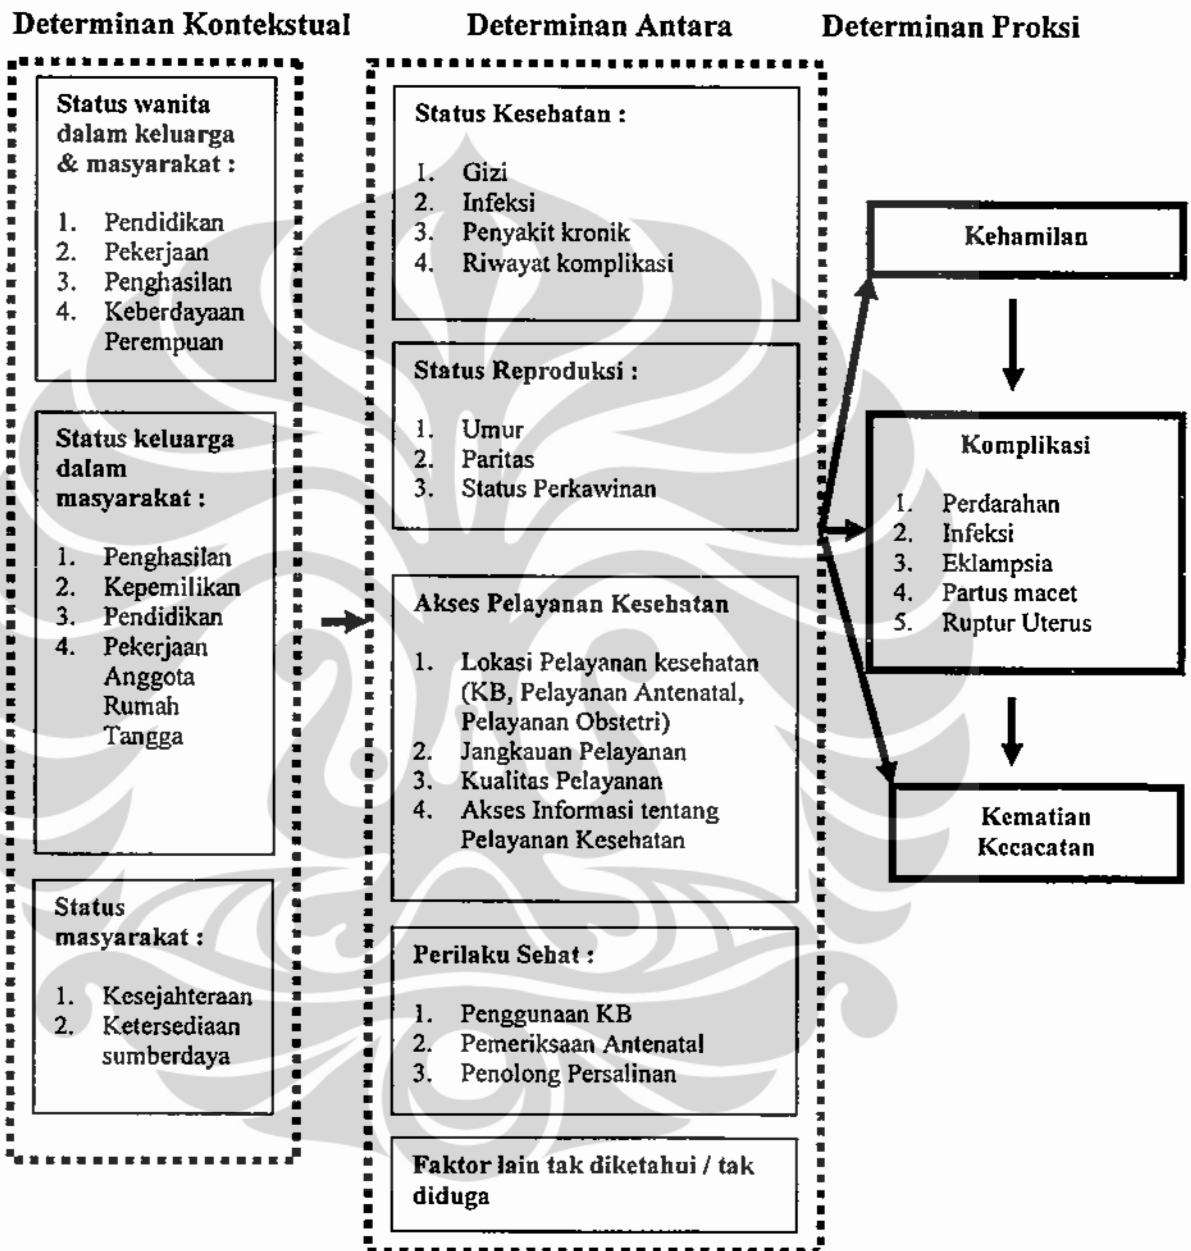 Determinan Kontekstual
Determinan Antara
Determinan Proksi
Status wanita
dalam keluarga
& masyarakat :
1. Pendidikan
2. Pekerjaan
3. Penghasilan
4. Keberdayaan
Perempuan
Status keluarga
dalam
masyarakat :
1. Penghasilan
2. Kepemilikan
3. Pendidikan
4. Pekerjaan
Anggota
Rumah
Tangga
Status
masyarakat :
1. Kesejahteraan
2. Ketersediaan
sumberdaya
Status Kesehatan :
1. Gizi
2. Infeksi
3. Penyakit kronik
4. Riwayat komplikasi
Status Reproduksi :
1. Umur
2. Paritas
3. Status Perkawinan
Akses Pelayanan Kesehatan
1. Lokasi Pelayanan kesehatan
(KB, Pelayanan Antenatal,
Pelayanan Obstetri)
2. Jangkauan Pelayanan
3. Kualitas Pelayanan
4. Akses Informasi tentang
Pelayanan Kesehatan
Perilaku Sehat :
1. Penggunaan KB
2. Pemeriksaan Antenatal
3. Penolong Persalinan
Faktor lain tak diketahui / tak
diduga
Kehamilan
Komplikasi
1. Perdarahan
2. Infeksi
3. Eklampsia
4. Partus macet
5. Ruptur Uterus
Kematian
Kecacatan